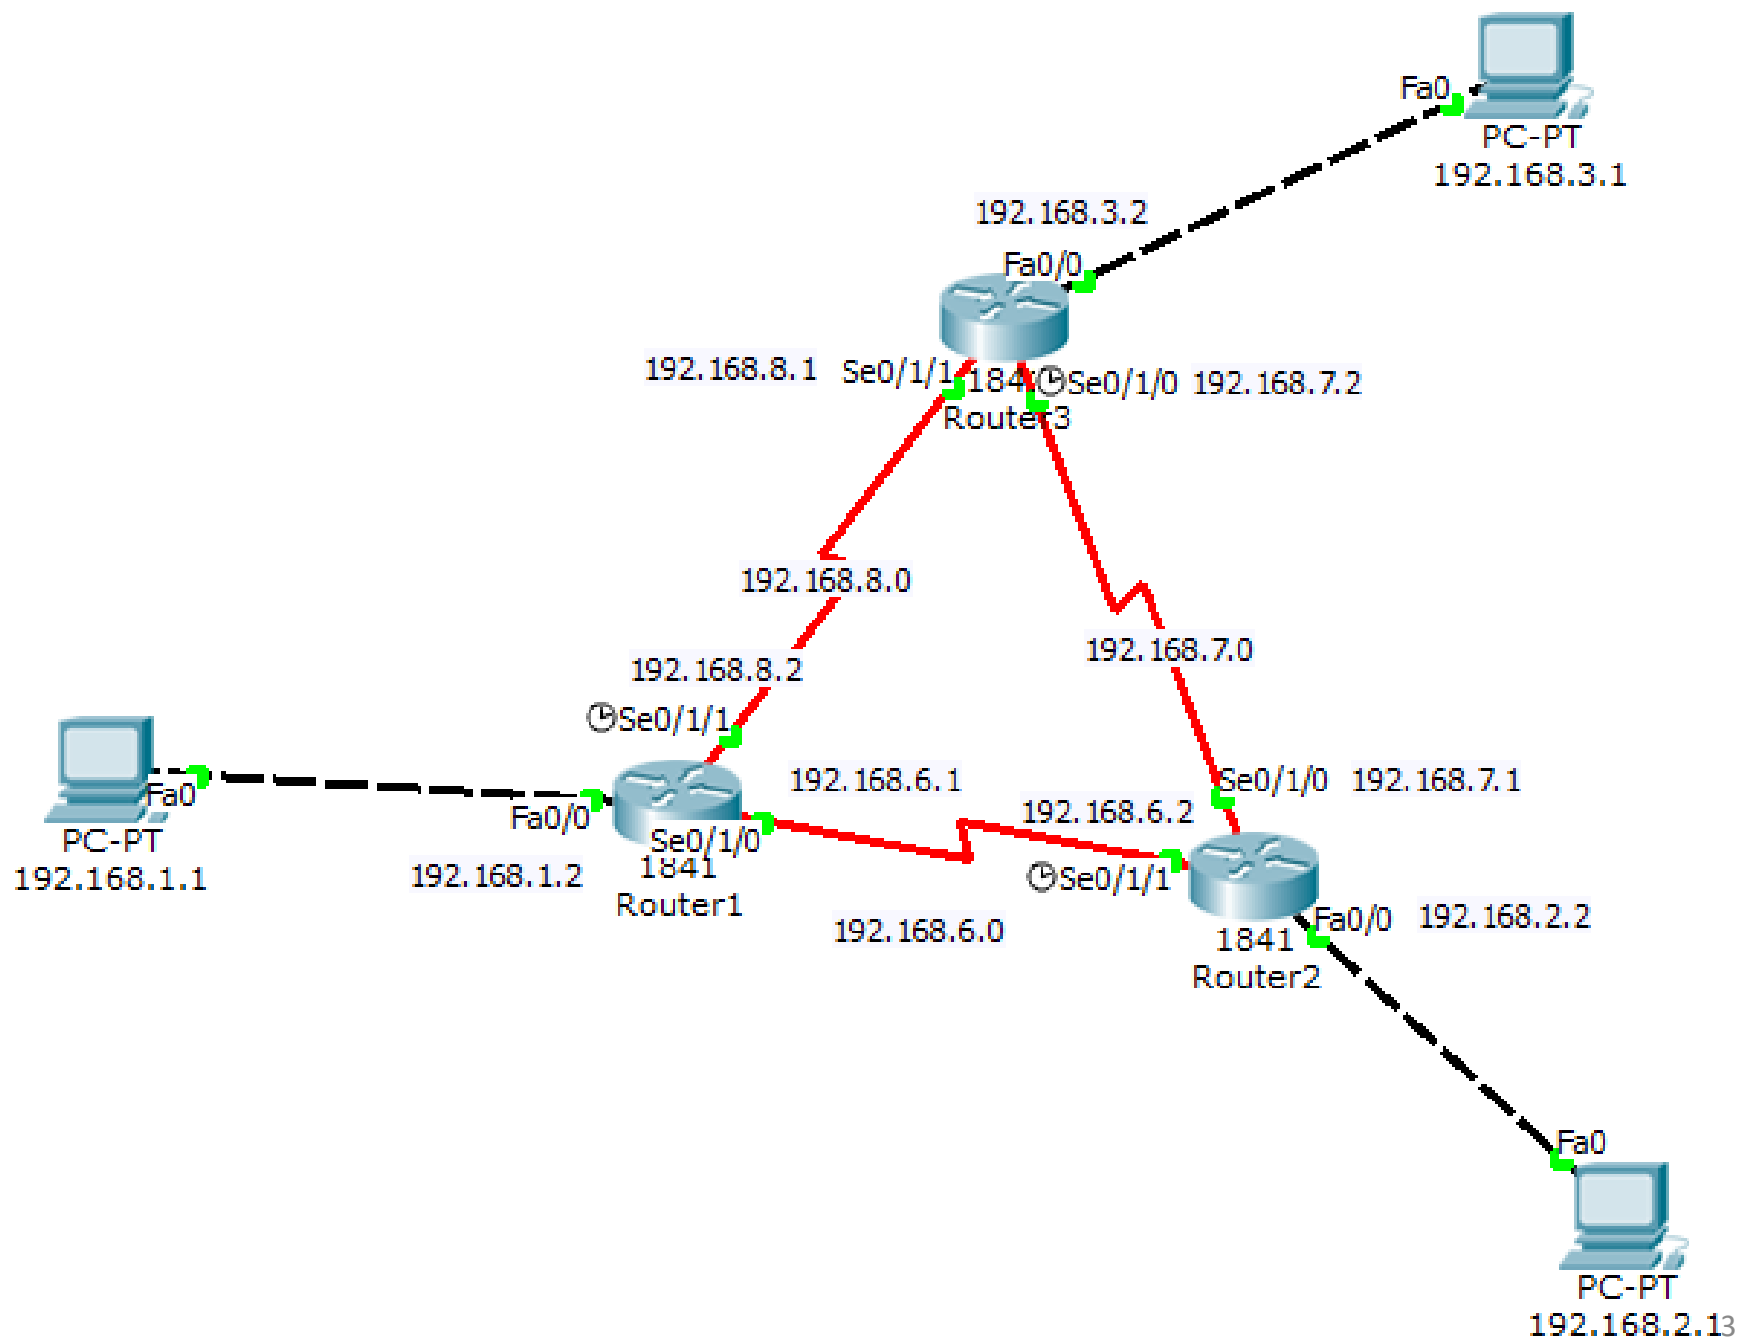 Fa0
PC-PT
192.168.3.1
192.168.3.2
Fa0/0
192.168.8.1
Se0/1/1
1841
Se0/1/0
192.168.7.2
Router3
192.168.8.0
192.168.7.0
192.168.8.2
Se0/1/1
Fa0
PC-PT
192.168.1.1
Fa0/0
192.168.1.2
Se0/1/0
1841
Router1
192.168.6.1
192.168.6.2
Se0/1/1
192.168.6.0
Se0/1/0
192.168.7.1
Fa0/0
192.168.2.2
1841
Router2
Fa0
PC-PT
192.168.2.1
3